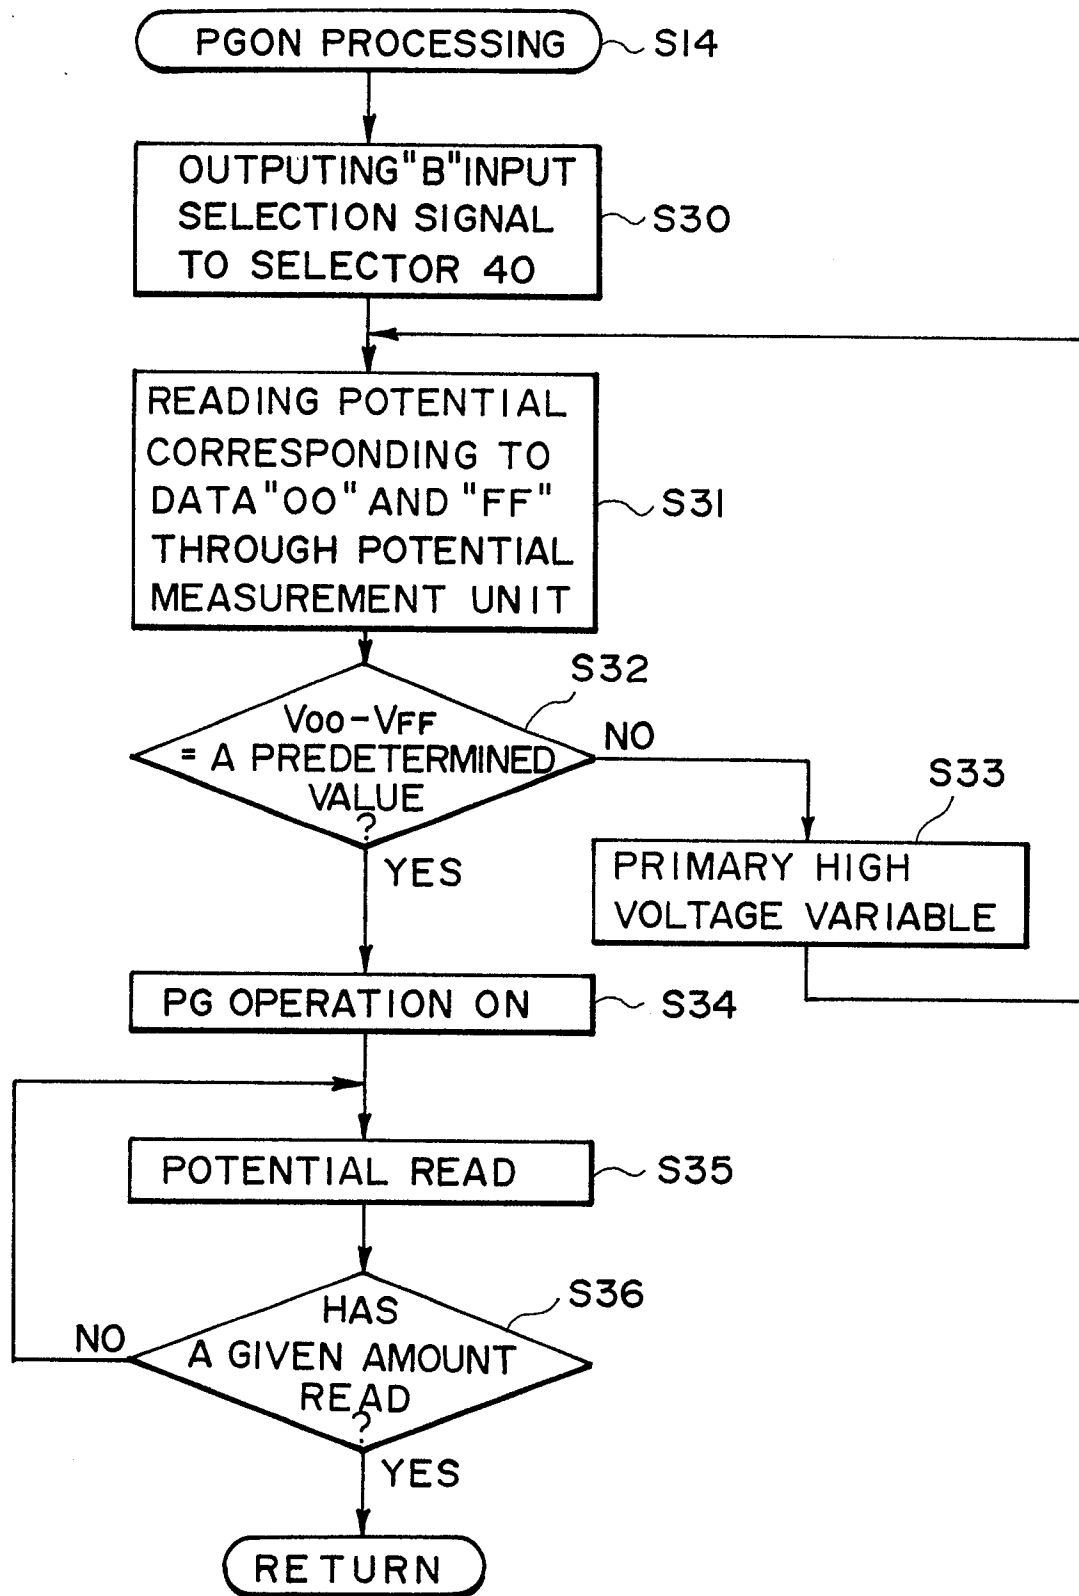 PGON PROCESSING
S14
OUTPUTING "B" INPUT
SELECTION SIGNAL
TO SELECTOR 40
S30
READING POTENTIAL
CORRESPONDING TO
DATA "00" AND "FF"
THROUGH POTENTIAL
MEASUREMENT UNIT
S31
S32
V00-VFF
= A PREDETERMINED
VALUE
?
NO
YES
S33
PRIMARY HIGH
VOLTAGE VARIABLE
PG OPERATION ON
S34
POTENTIAL READ
S35
S36
HAS
A GIVEN AMOUNT
READ
?
NO
YES
RETURN